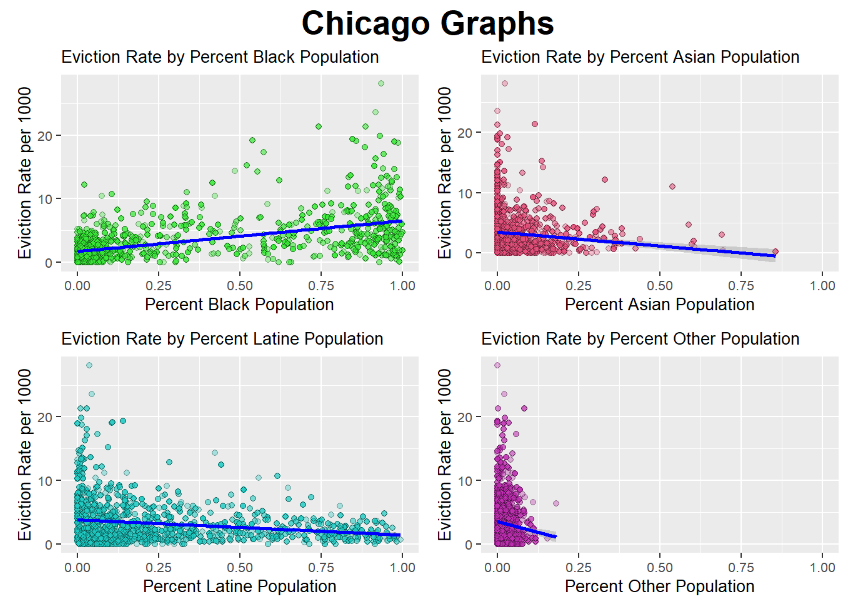 Chicago Graphs
Eviction Rate by Percent Black Population
Eviction Rate per 1000
20
10
0
0.00 0.25 0.50 0.75 1.00
Percent Black Population
Eviction Rate by Percent Asian Population
Eviction Rate per 1000
20
10
0
0.00 0.25 0.50 0.75 1.00
Percent Asian Population
Eviction Rate by Percent Latine Population
Eviction Rate per 1000
20
10
0
0.00 0.25 0.50 0.75 1.00
Percent Latine Population
Eviction Rate by Percent Other Population
Eviction Rate per 1000
20
10
0
0.00 0.25 0.50 0.75 1.00
Percent Other Population